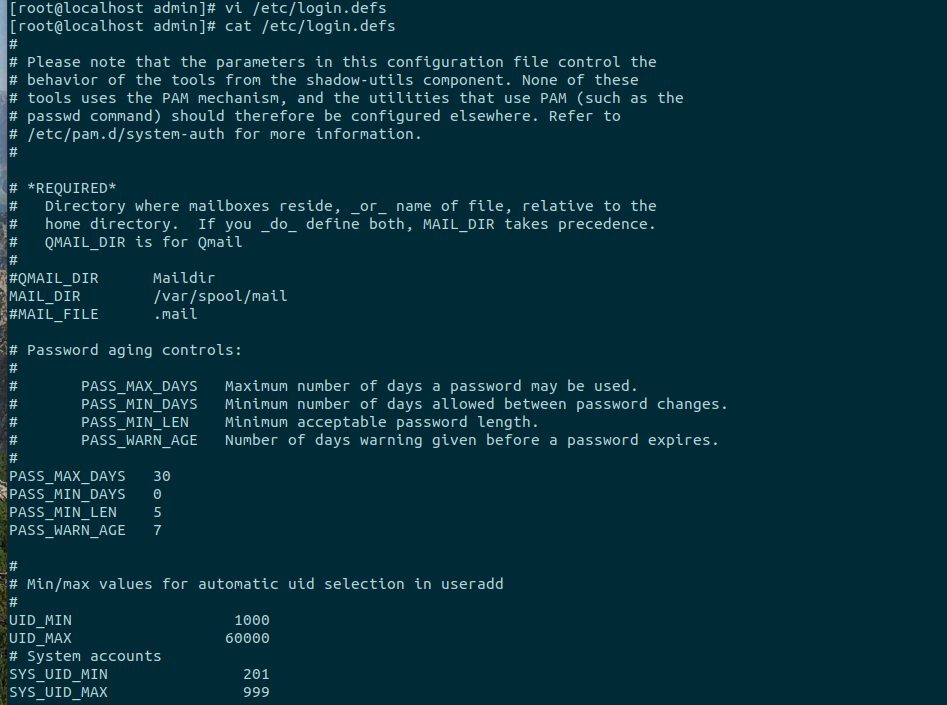 [root@localhost admin]# vi /etc/login.defs
[root@localhost admin]# cat /etc/login.defs
#
# Please note that the parameters in this configuration file control the
# behavior of the tools from the shadow-utils component. None of these
# tools uses the PAM mechanism, and the utilities that use PAM (such as the
# passwd command) should therefore be configured elsewhere. Refer to
# /etc/pam.d/system-auth for more information.
#

# *REQUIRED*
#   Directory where mailboxes reside, _or_ name of file, relative to the
#   home directory.  If you _do_ define both, MAIL_DIR takes precedence.
#   QMAIL_DIR is for Qmail
#
#QMAIL_DIR      Maildir
MAIL_DIR        /var/spool/mail
#MAIL_FILE      .mail

# Password aging controls:
#
#       PASS_MAX_DAYS   Maximum number of days a password may be used.
#       PASS_MIN_DAYS   Minimum number of days allowed between password changes.
#       PASS_MIN_LEN    Minimum acceptable password length.
#       PASS_WARN_AGE   Number of days warning given before a password expires.
#
PASS_MAX_DAYS   30
PASS_MIN_DAYS   0
PASS_MIN_LEN    5
PASS_WARN_AGE   7

#
# Min/max values for automatic uid selection in useradd
#
UID_MIN                  1000
UID_MAX                 60000
# System accounts
SYS_UID_MIN               201
SYS_UID_MAX               999